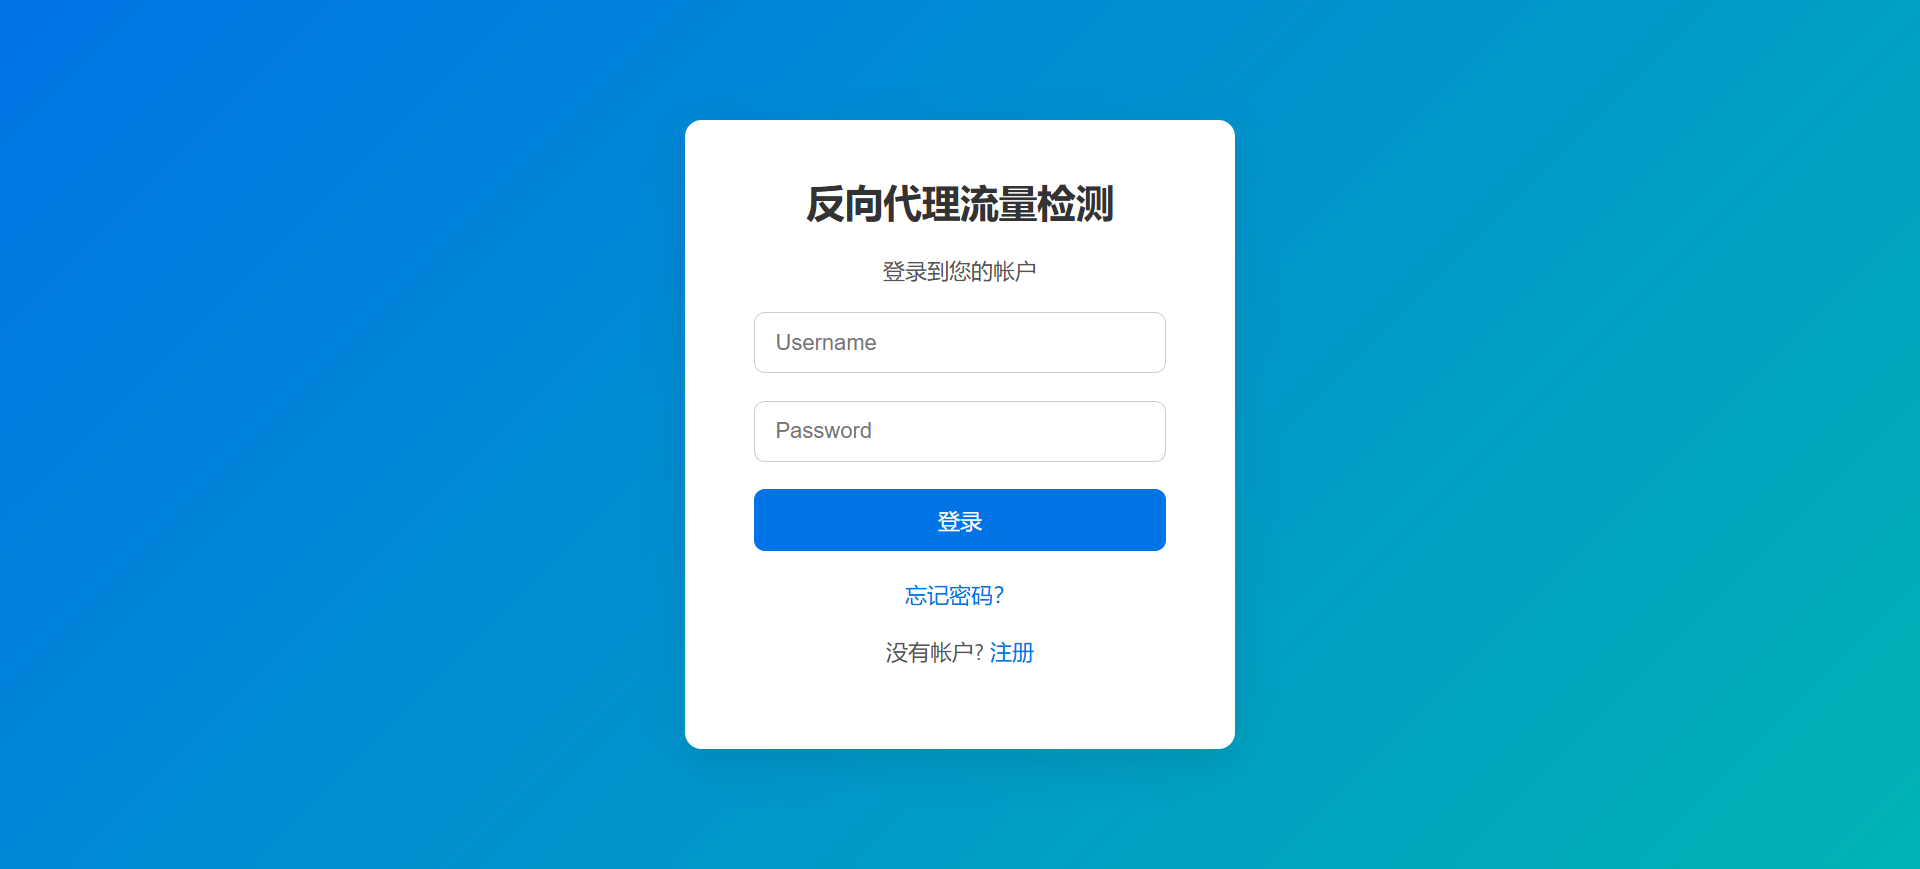 反向代理流量检测
登录到您的帐户
Username
Password
登录
忘记密码?
没有帐户? 注册